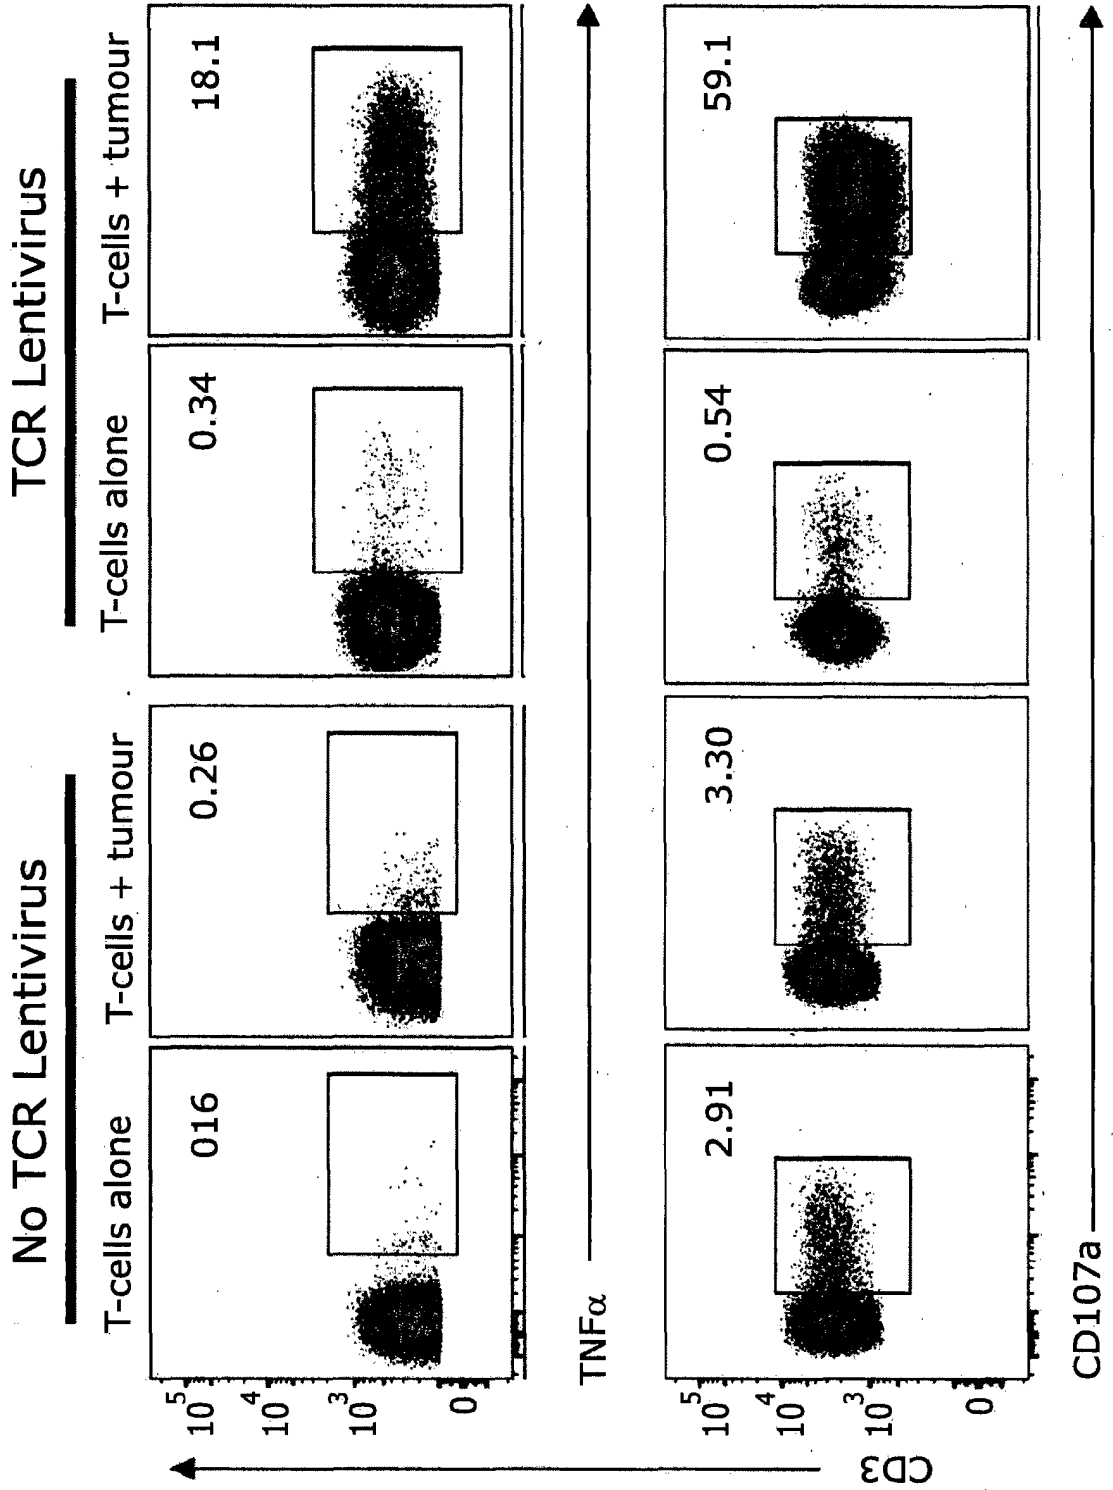 No TCR Lentivirus
TCR Lentivirus
T-cells alone
T-cells + tumour
T-cells alone
T-cells + tumour
016
0.26
0.34
18.1
10^5
10^4
10^3
0
TNFα
2.91
3.30
0.54
59.1
10^5
10^4
10^3
0
CD3
CD107a